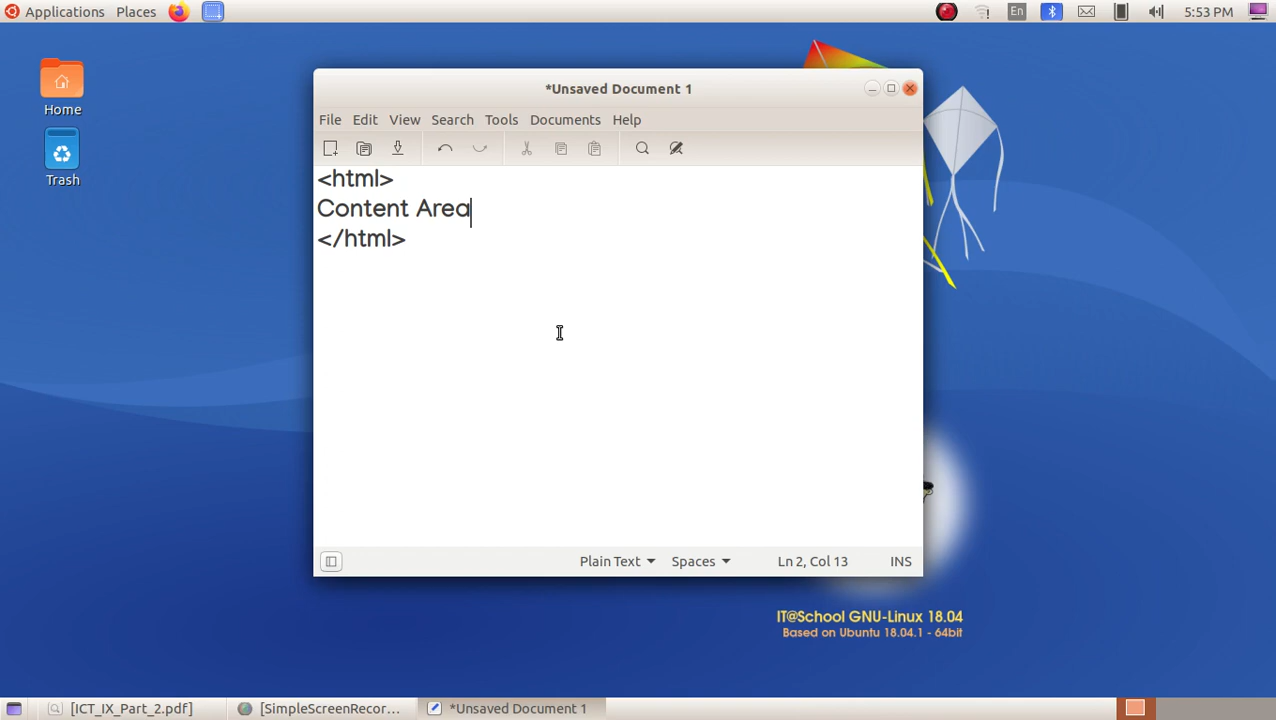 Applications Places En 5:53 PM
Home
Trash
*Unsaved Document 1
File Edit View Search Tools Documents Help
<html>
Content Area
</html>
Plain Text Spaces Ln 2, Col 13 INS
IT@School GNU-Linux 18.04
Based on Ubuntu 18.04.1 - 64bit
[ICT_IX_Part_2.pdf] [SimpleScreenRecor... *Unsaved Document 1